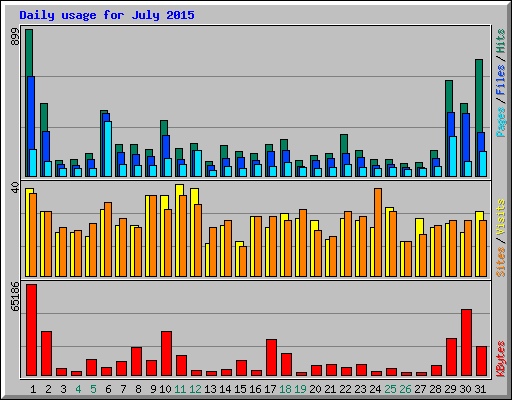 Daily usage for July 2015
899
Pages / Files / Hits
40
Sites / Visits
65186
KBytes
1 2 3 4 5 6 7 8 9 10 11 12 13 14 15 16 17 18 19 20 21 22 23 24 25 26 27 28 29 30 31